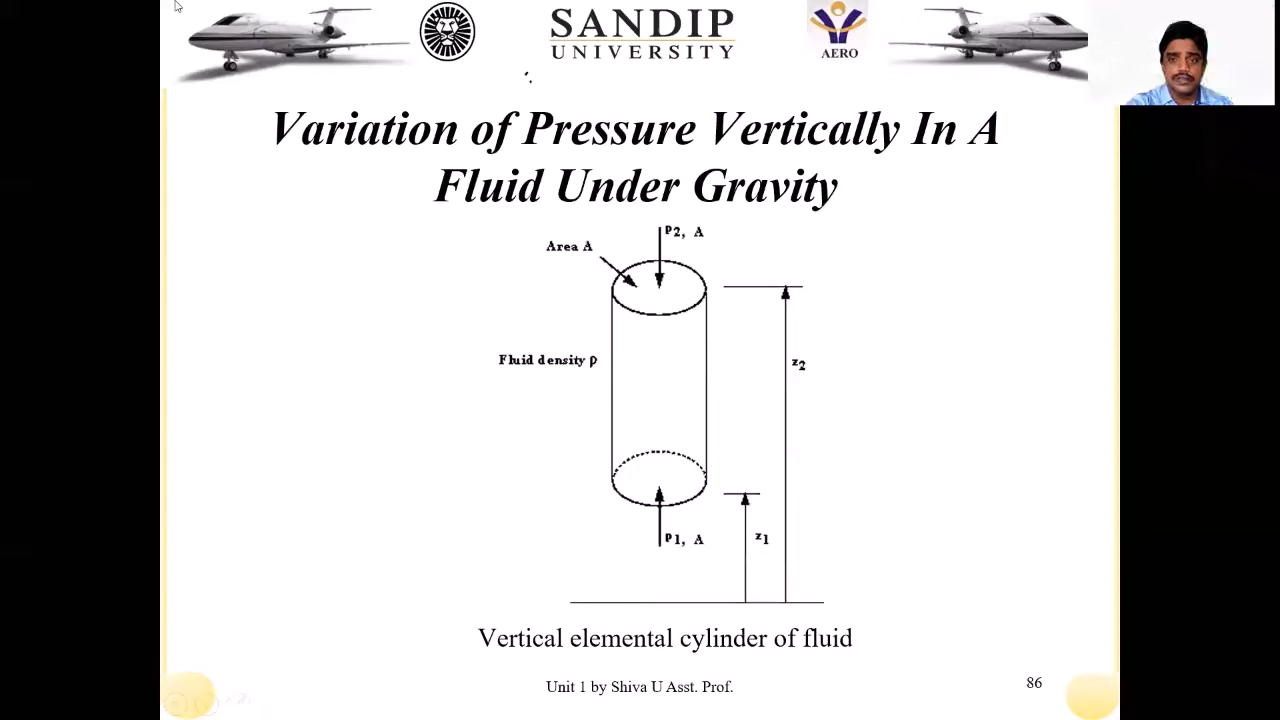 SANDIP
UNIVERSITY
AERO
Variation of Pressure Vertically In A
Fluid Under Gravity
p2, A
Area A
Fluid density ρ
z2
p1, A
z1
Vertical elemental cylinder of fluid
Unit 1 by Shiva U Asst. Prof.
86